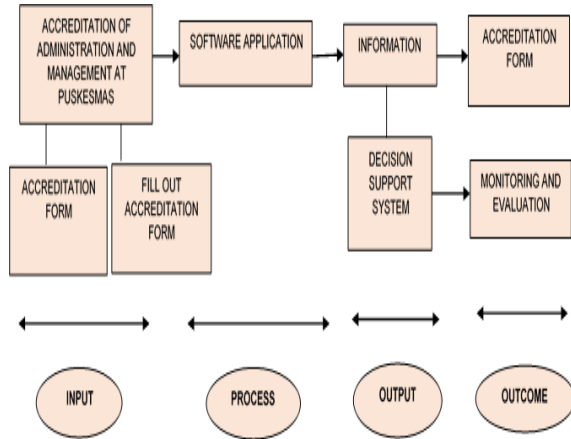 ACCREDITATION OF
ADMINISTRATION AND
MANAGEMENT AT
PUSKESMAS
SOFTWARE APPLICATION
INFORMATION
ACCREDITATION
FORM
ACCREDITATION
FORM
FILL OUT
ACCREDITATION
FORM
DECISION
SUPPORT
SYSTEM
MONITORING AND
EVALUATION
INPUT
PROCESS
OUTPUT
OUTCOME